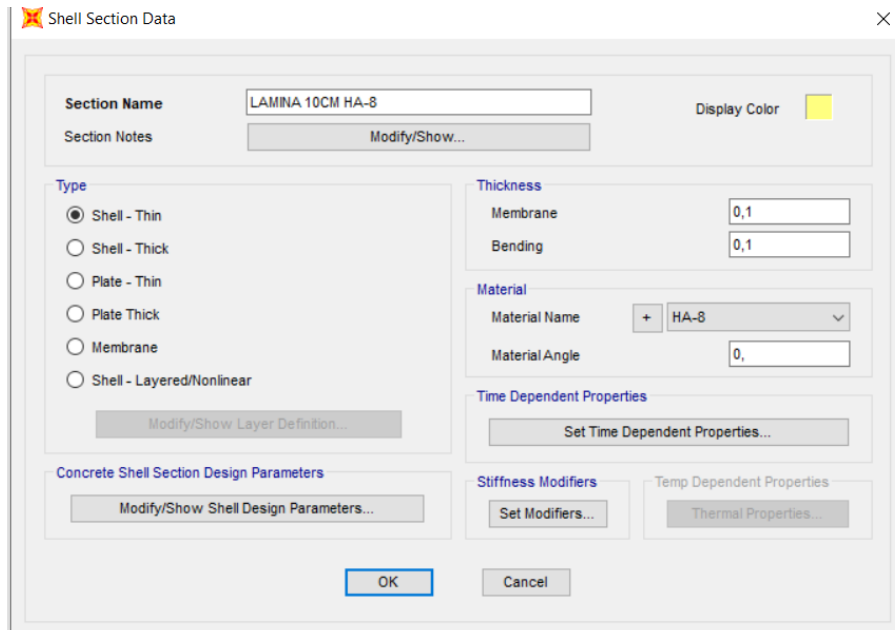 Shell Section Data
Section Name
LAMINA 10CM HA-8
Display Color
Section Notes
Modify/Show...
Type
Shell - Thin
Shell - Thick
Plate - Thin
Plate Thick
Membrane
Shell - Layered/Nonlinear
Modify/Show Layer Definition...
Thickness
Membrane
0,1
Bending
0,1
Material
Material Name
+
HA-8
Material Angle
0,
Time Dependent Properties
Set Time Dependent Properties...
Concrete Shell Section Design Parameters
Modify/Show Shell Design Parameters...
Stiffness Modifiers
Set Modifiers...
Temp Dependent Properties
Thermal Properties...
OK
Cancel